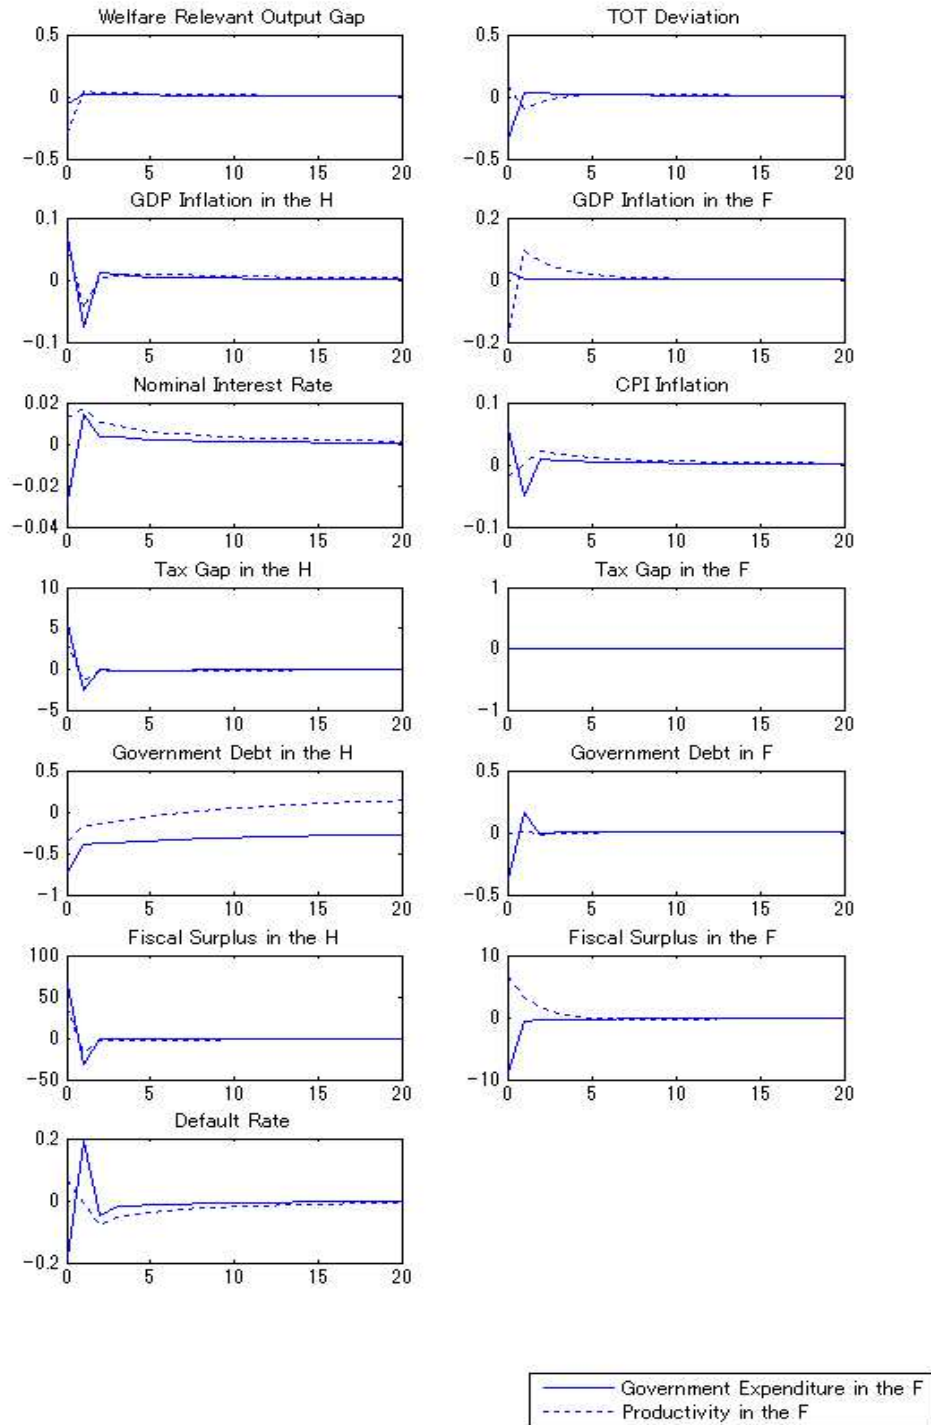 Welfare Relevant Output Gap
0.5
0
-0.5
0 5 10 15 20
TOT Deviation
0.5
0
-0.5
0 5 10 15 20
GDP Inflation in the H
0.1
0
-0.1
0 5 10 15 20
GDP Inflation in the F
0.2
0
-0.2
0 5 10 15 20
Nominal Interest Rate
0.02
0
-0.02
-0.04
0 5 10 15 20
CPI Inflation
0.1
0
-0.1
0 5 10 15 20
Tax Gap in the H
10
5
0
-5
0 5 10 15 20
Tax Gap in the F
1
0
-1
0 5 10 15 20
Government Debt in the H
0.5
0
-0.5
-1
0 5 10 15 20
Government Debt in F
0.5
0
-0.5
0 5 10 15 20
Fiscal Surplus in the H
100
50
0
-50
0 5 10 15 20
Fiscal Surplus in the F
10
0
-10
0 5 10 15 20
Default Rate
0.2
0
-0.2
0 5 10 15 20
Government Expenditure in the F
Productivity in the F